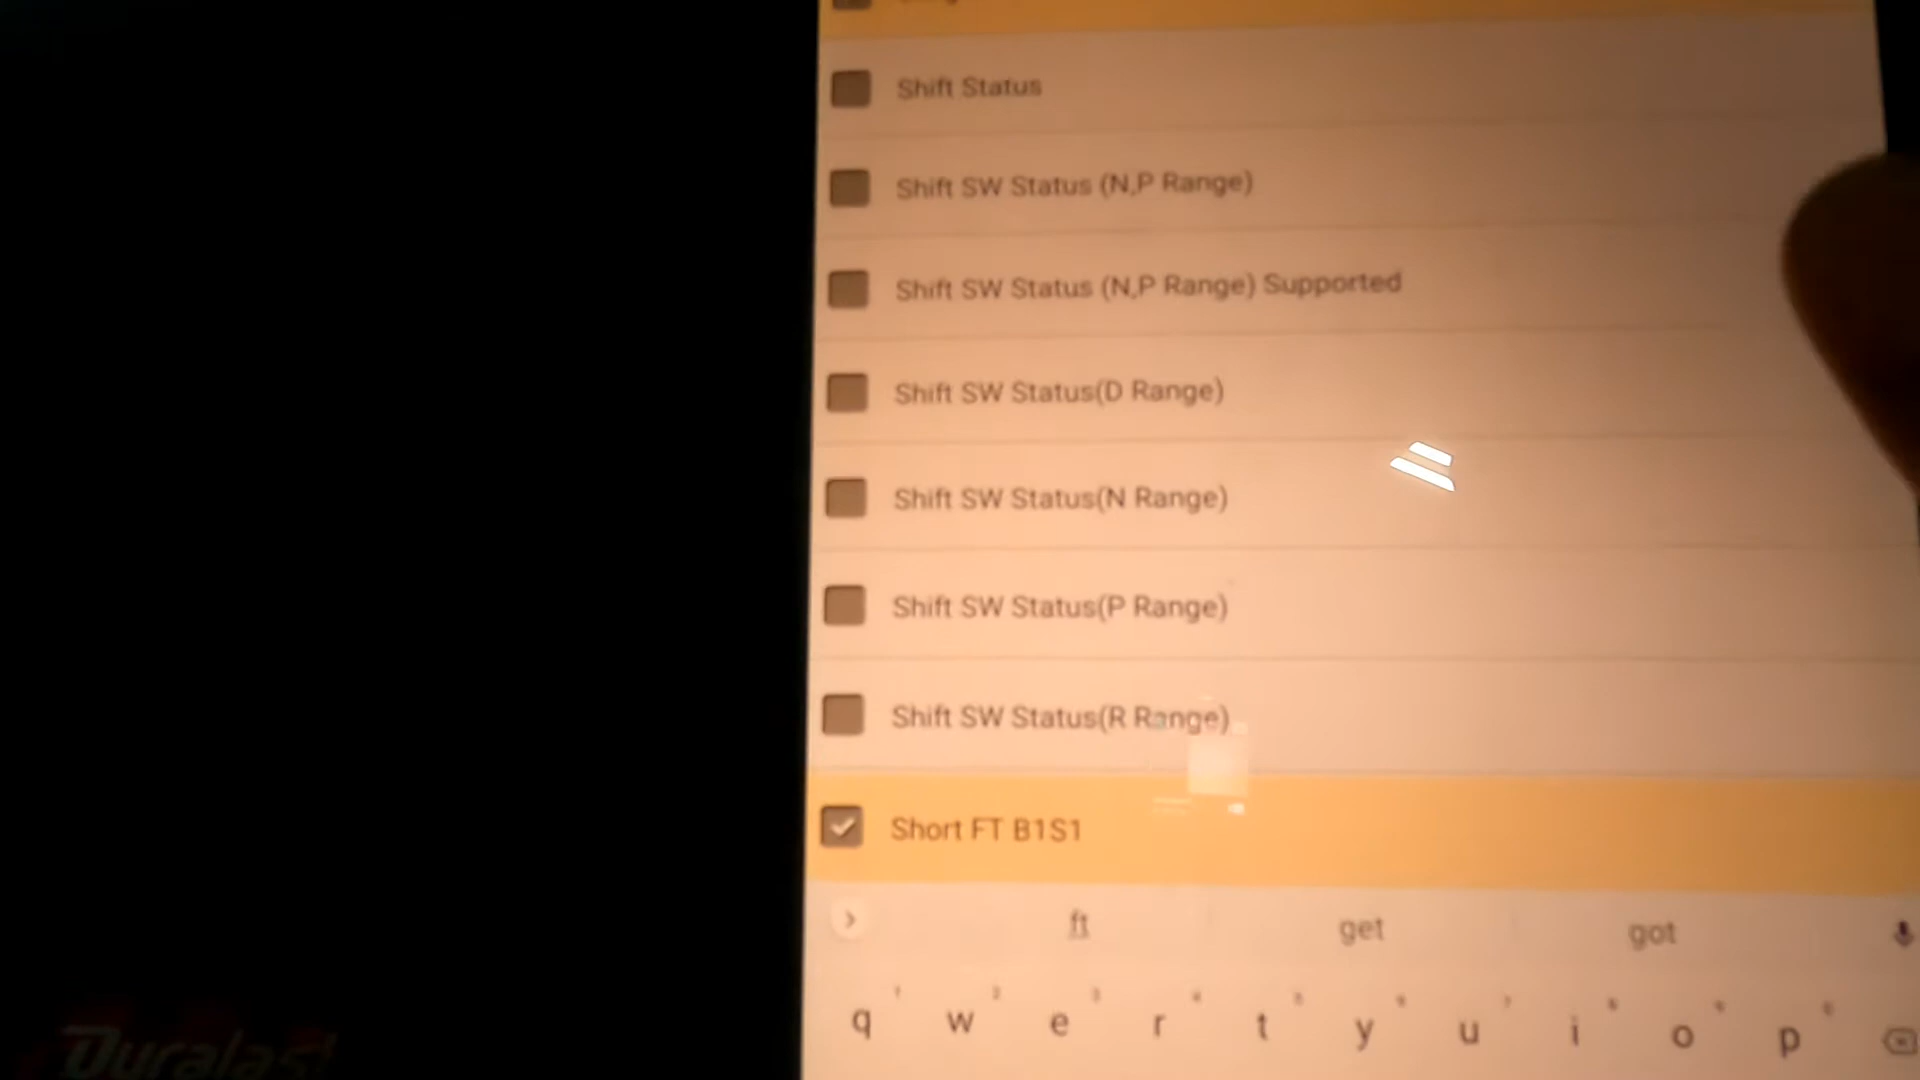 Shift Status
Shift SW Status (N,P Range)
Shift SW Status (N,P Range) Supported
Shift SW Status(D Range)
Shift SW Status(N Range)
Shift SW Status(P Range)
Shift SW Status(R Range)
Short FT B1S1
ft get got
q w e r t y u i o p
Duralast